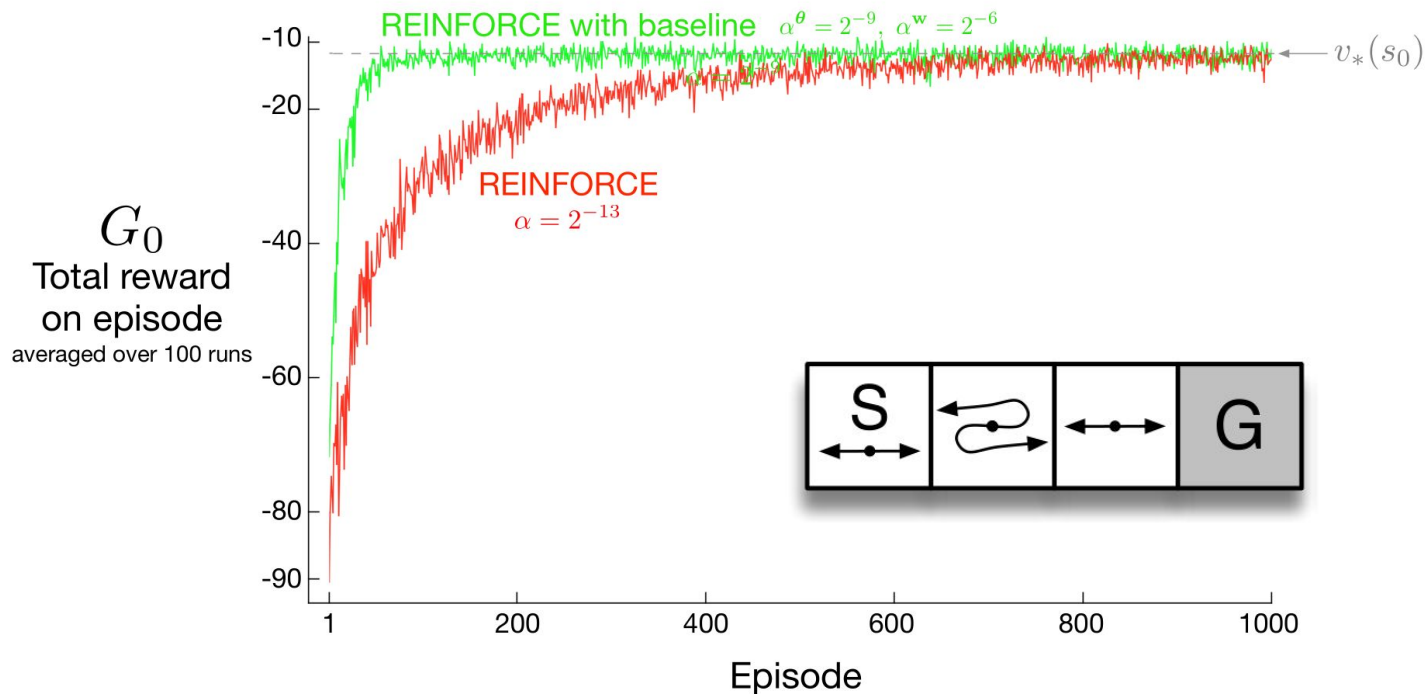 REINFORCE with baseline α^θ = 2^-9, α^w = 2^-6
-10
v_*(s_0)
-20
REINFORCE
α = 2^-13
G_0
Total reward
on episode
averaged over 100 runs
-40
-60
S
G
-80
-90
1 200 400 600 800 1000
Episode